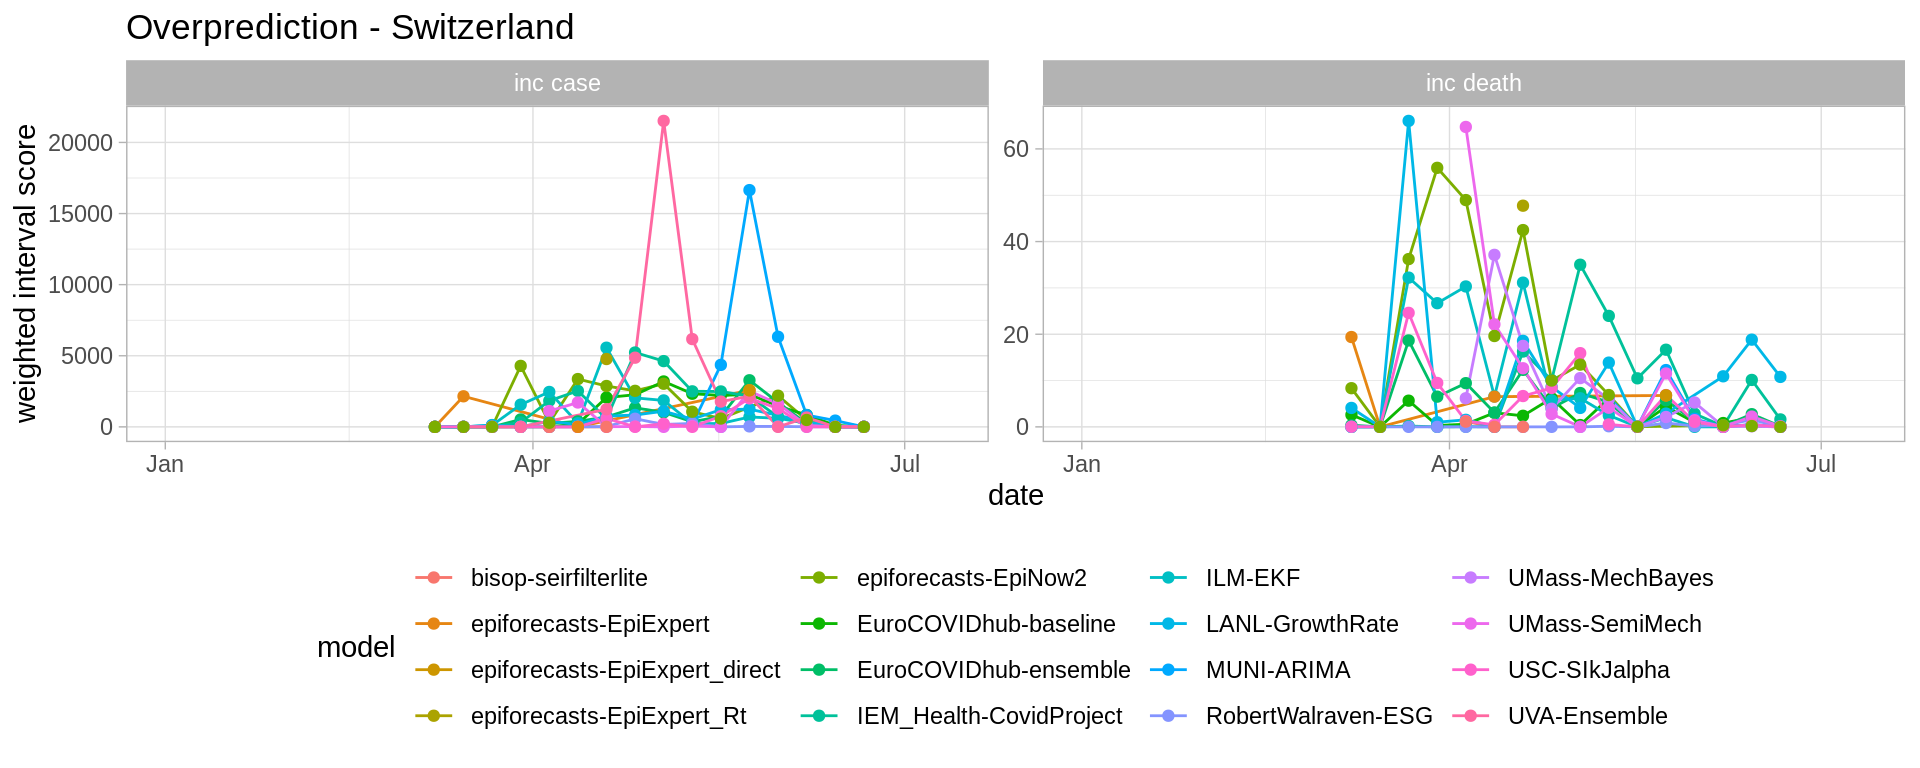 Overprediction - Switzerland
inc case
inc death
weighted interval score
20000
15000
10000
5000
0
60
40
20
0
Jan
Apr
Jul
Jan
Apr
Jul
date
model
bisop-seirfilterlite
epiforecasts-EpiExpert
epiforecasts-EpiExpert_direct
epiforecasts-EpiExpert_Rt
epiforecasts-EpiNow2
EuroCOVIDhub-baseline
EuroCOVIDhub-ensemble
IEM_Health-CovidProject
ILM-EKF
LANL-GrowthRate
MUNI-ARIMA
RobertWalraven-ESG
UMass-MechBayes
UMass-SemiMech
USC-SIkJalpha
UVA-Ensemble